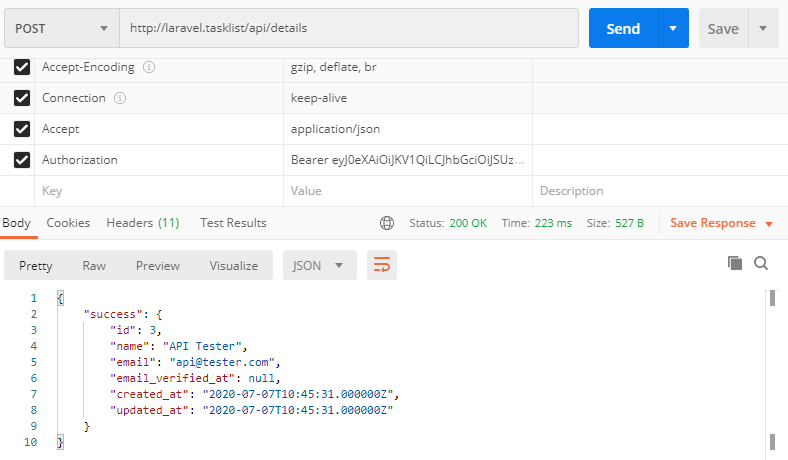 POST http://laravel.tasklist/api/details Send Save
Accept-Encoding gzip, deflate, br
Connection keep-alive
Accept application/json
Authorization Bearer eyJ0eXAiOiJKV1QiLCJhbGciOiJSUz...
Key Value Description
Body Cookies Headers (11) Test Results Status: 200 OK Time: 223 ms Size: 527 B Save Response
Pretty Raw Preview Visualize JSON
1 {
2 "success": {
3 "id": 3,
4 "name": "API Tester",
5 "email": "api@tester.com",
6 "email_verified_at": null,
7 "created_at": "2020-07-07T10:45:31.000000Z",
8 "updated_at": "2020-07-07T10:45:31.000000Z"
9 }
10 }